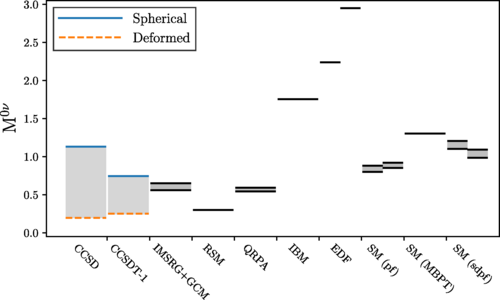 3.0
2.5
2.0
1.5
1.0
0.5
0.0
M^0ν
Spherical
Deformed
CCSD
CCSDT-1
IMSRG+GCM
RSM
QRPA
IBM
EDF
SM (pf)
SM (MBPT)
SM (sdpf)